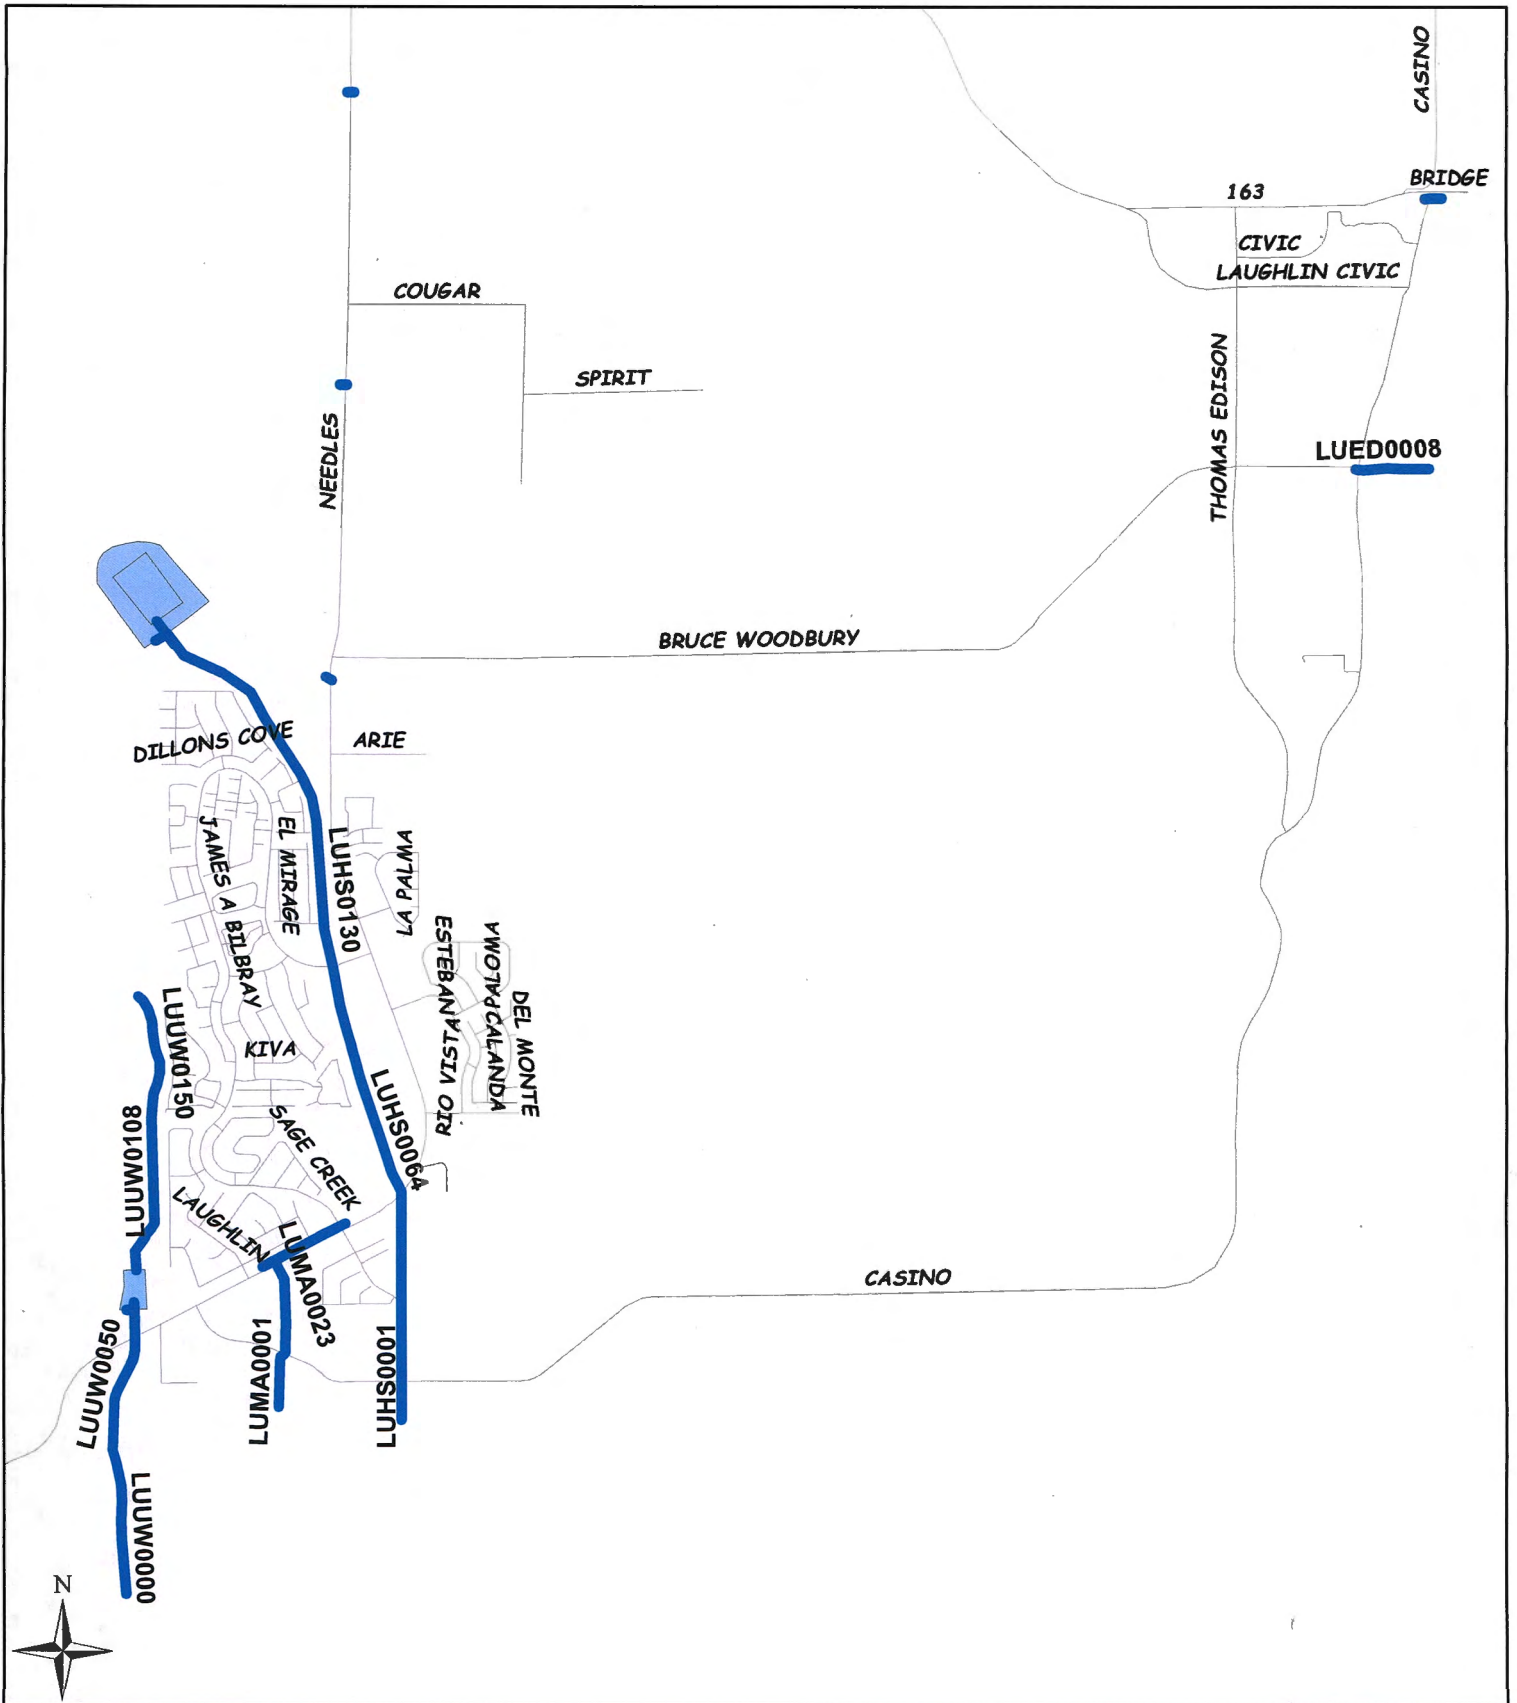 CASINO
BRIDGE
163
CIVIC
LAUGHLIN CIVIC
COUGAR
SPIRIT
THOMAS EDISON
NEEDLES
LUED0008
BRUCE WOODBURY
DILLONS COVE
ARIE
JAMES A BILBRAY
EL MIRAGE
LUHS0130
LA PALMA
ESTEBAN
RIO VISTA
PALOMA
CALANDA
DEL MONTE
LUUW0150
KIVA
LUHS0064
LUUW0108
SAGE CREEK
LAUGHLIN
LUMA0023
CASINO
LUUW0050
LUMA0001
LUHS0001
LUUW0000
N